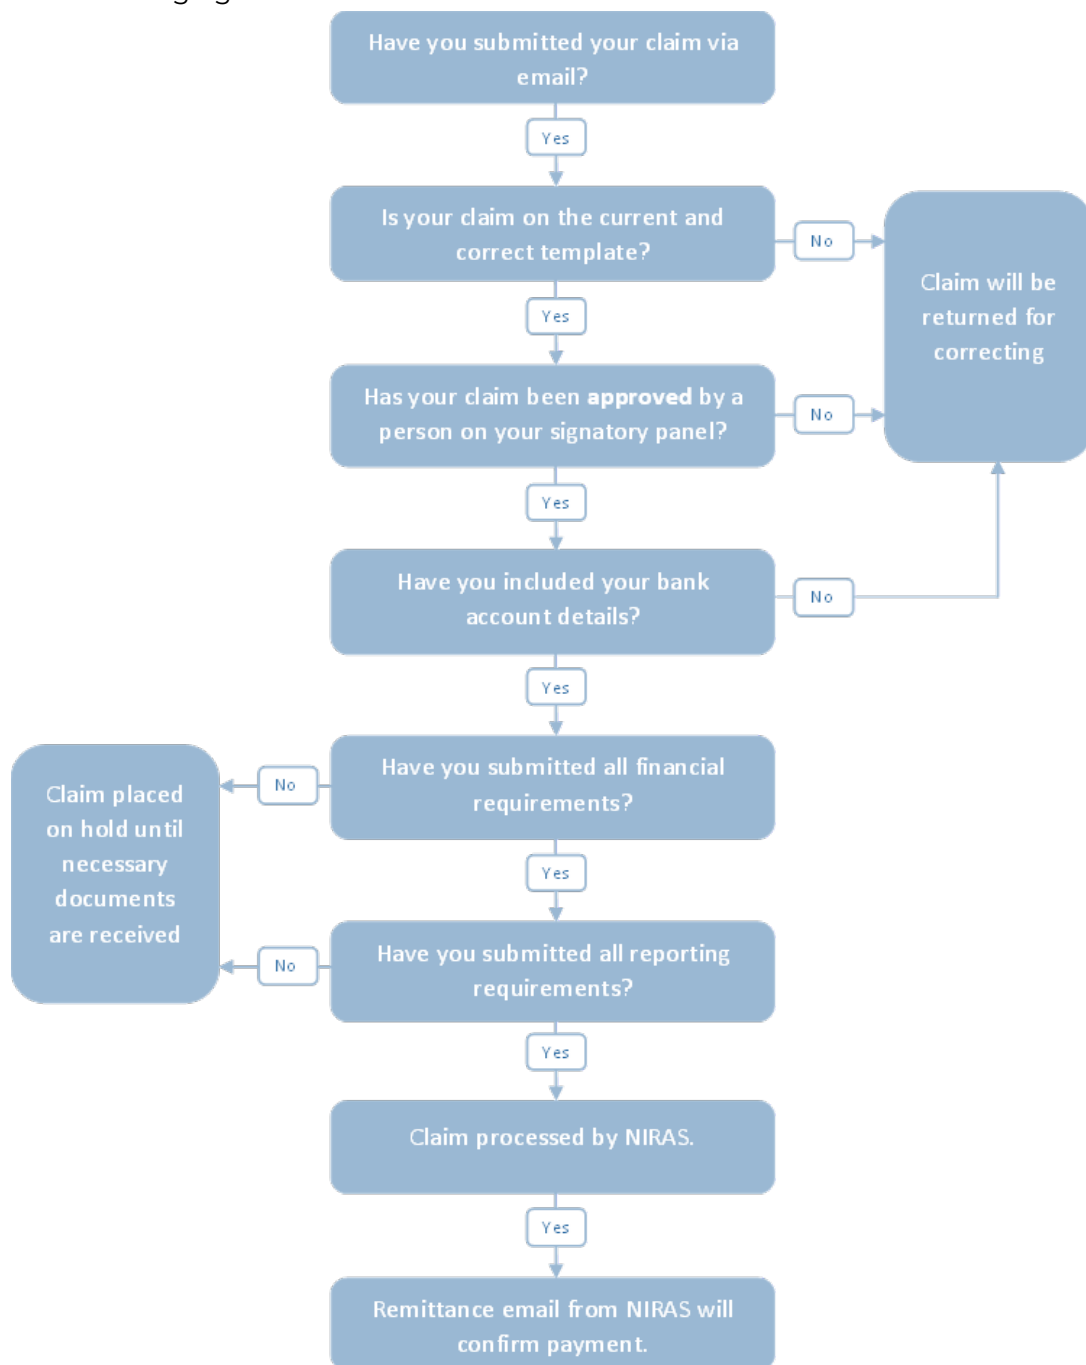 Have you submitted your claim via
email?
Yes
Is your claim on the current and
correct template?
No
Claim will be
returned for
correcting
Yes
Has your claim been approved by a
person on your signatory panel?
No
Yes
Have you included your bank
account details?
No
Yes
Have you submitted all financial
requirements?
No
Claim placed
on hold until
necessary
documents
are received
Yes
Have you submitted all reporting
requirements?
No
Yes
Claim processed by NIRAS.
Yes
Remittance email from NIRAS will
confirm payment.